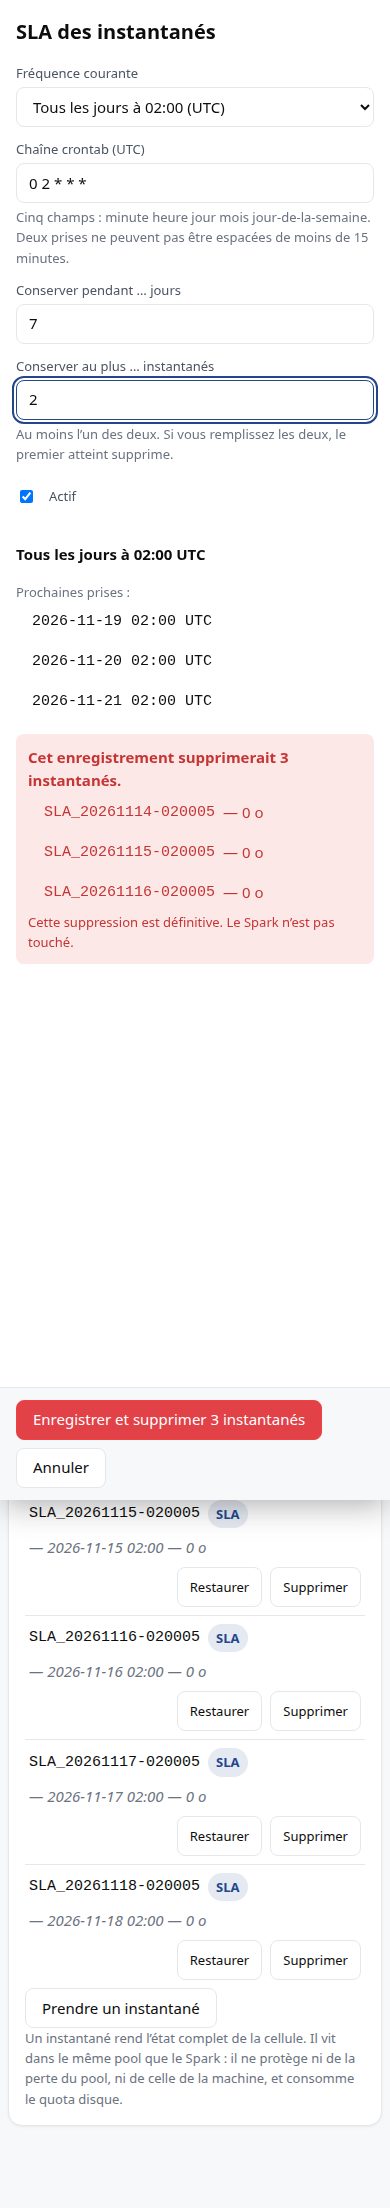 SLA des instantanés
Fréquence courante
Tous les jours à 02:00 (UTC)
Chaîne crontab (UTC)
0 2 * * *
Cinq champs : minute heure jour mois jour-de-la-semaine.
Deux prises ne peuvent pas être espacées de moins de 15
minutes.
Conserver pendant … jours
7
Conserver au plus … instantanés
2
Au moins l’un des deux. Si vous remplissez les deux, le
premier atteint supprime.
Actif
Tous les jours à 02:00 UTC
Prochaines prises :
2026-11-19 02:00 UTC
2026-11-20 02:00 UTC
2026-11-21 02:00 UTC
Cet enregistrement supprimerait 3
instantanés.
SLA_20261114-020005 — 0 o
SLA_20261115-020005 — 0 o
SLA_20261116-020005 — 0 o
Cette suppression est définitive. Le Spark n’est pas
touché.
Enregistrer et supprimer 3 instantanés
Annuler
SLA_20261115-020005 SLA
— 2026-11-15 02:00 — 0 o
Restaurer Supprimer
SLA_20261116-020005 SLA
— 2026-11-16 02:00 — 0 o
Restaurer Supprimer
SLA_20261117-020005 SLA
— 2026-11-17 02:00 — 0 o
Restaurer Supprimer
SLA_20261118-020005 SLA
— 2026-11-18 02:00 — 0 o
Restaurer Supprimer
Prendre un instantané
Un instantané rend l’état complet de la cellule. Il vit
dans le même pool que le Spark : il ne protège ni de la
perte du pool, ni de celle de la machine, et consomme
le quota disque.